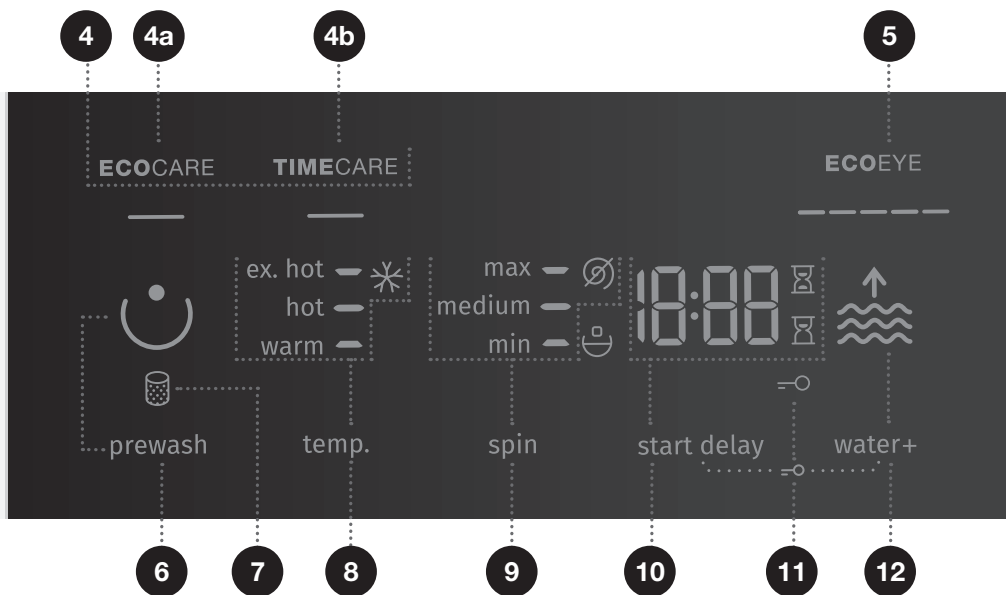 4 4a 4b 5
ECOCARE TIMECARE ECOEYE
ex. hot max 18:88
hot medium
warm min
prewash temp. spin start delay water+
6 7 8 9 10 11 12